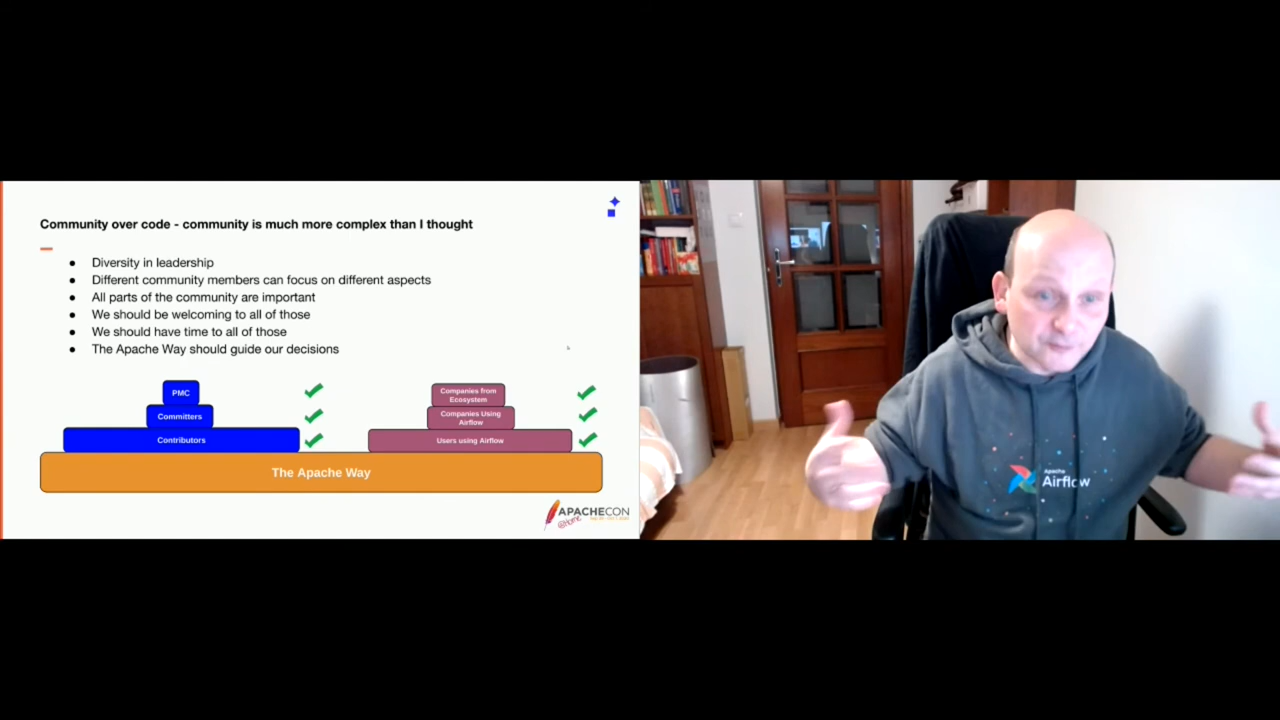 Community over code - community is much more complex than I thought
● Diversity in leadership
● Different community members can focus on different aspects
● All parts of the community are important
● We should be welcoming to all of those
● We should have time to all of those
● The Apache Way should guide our decisions
PMC
Committers
Contributors
Companies from
Ecosystem
Companies Using
Airflow
Users using Airflow
The Apache Way
APACHECON
@Home
Apache
Airflow